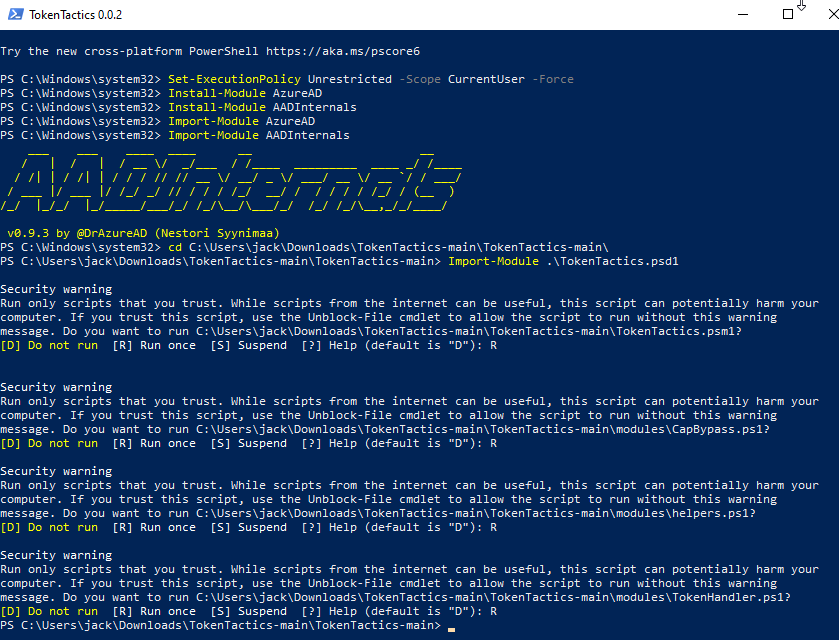 TokenTactics 0.0.2
Try the new cross-platform PowerShell https://aka.ms/pscore6
PS C:\Windows\system32> Set-ExecutionPolicy Unrestricted -Scope CurrentUser -Force
PS C:\Windows\system32> Install-Module AzureAD
PS C:\Windows\system32> Install-Module AADInternals
PS C:\Windows\system32> Import-Module AzureAD
PS C:\Windows\system32> Import-Module AADInternals
AADInternals
v0.9.3 by @DrAzureAD (Nestori Syynimaa)
PS C:\Windows\system32> cd C:\Users\jack\Downloads\TokenTactics-main\TokenTactics-main\
PS C:\Users\jack\Downloads\TokenTactics-main\TokenTactics-main> Import-Module .\TokenTactics.psd1
Security warning
Run only scripts that you trust. While scripts from the internet can be useful, this script can potentially harm your
computer. If you trust this script, use the Unblock-File cmdlet to allow the script to run without this warning
message. Do you want to run C:\Users\jack\Downloads\TokenTactics-main\TokenTactics-main\TokenTactics.psm1?
[D] Do not run  [R] Run once  [S] Suspend  [?] Help (default is "D"): R
Security warning
Run only scripts that you trust. While scripts from the internet can be useful, this script can potentially harm your
computer. If you trust this script, use the Unblock-File cmdlet to allow the script to run without this warning
message. Do you want to run C:\Users\jack\Downloads\TokenTactics-main\TokenTactics-main\modules\CapBypass.ps1?
[D] Do not run  [R] Run once  [S] Suspend  [?] Help (default is "D"): R
Security warning
Run only scripts that you trust. While scripts from the internet can be useful, this script can potentially harm your
computer. If you trust this script, use the Unblock-File cmdlet to allow the script to run without this warning
message. Do you want to run C:\Users\jack\Downloads\TokenTactics-main\TokenTactics-main\modules\helpers.ps1?
[D] Do not run  [R] Run once  [S] Suspend  [?] Help (default is "D"): R
Security warning
Run only scripts that you trust. While scripts from the internet can be useful, this script can potentially harm your
computer. If you trust this script, use the Unblock-File cmdlet to allow the script to run without this warning
message. Do you want to run C:\Users\jack\Downloads\TokenTactics-main\TokenTactics-main\modules\TokenHandler.ps1?
[D] Do not run  [R] Run once  [S] Suspend  [?] Help (default is "D"): R
PS C:\Users\jack\Downloads\TokenTactics-main\TokenTactics-main>